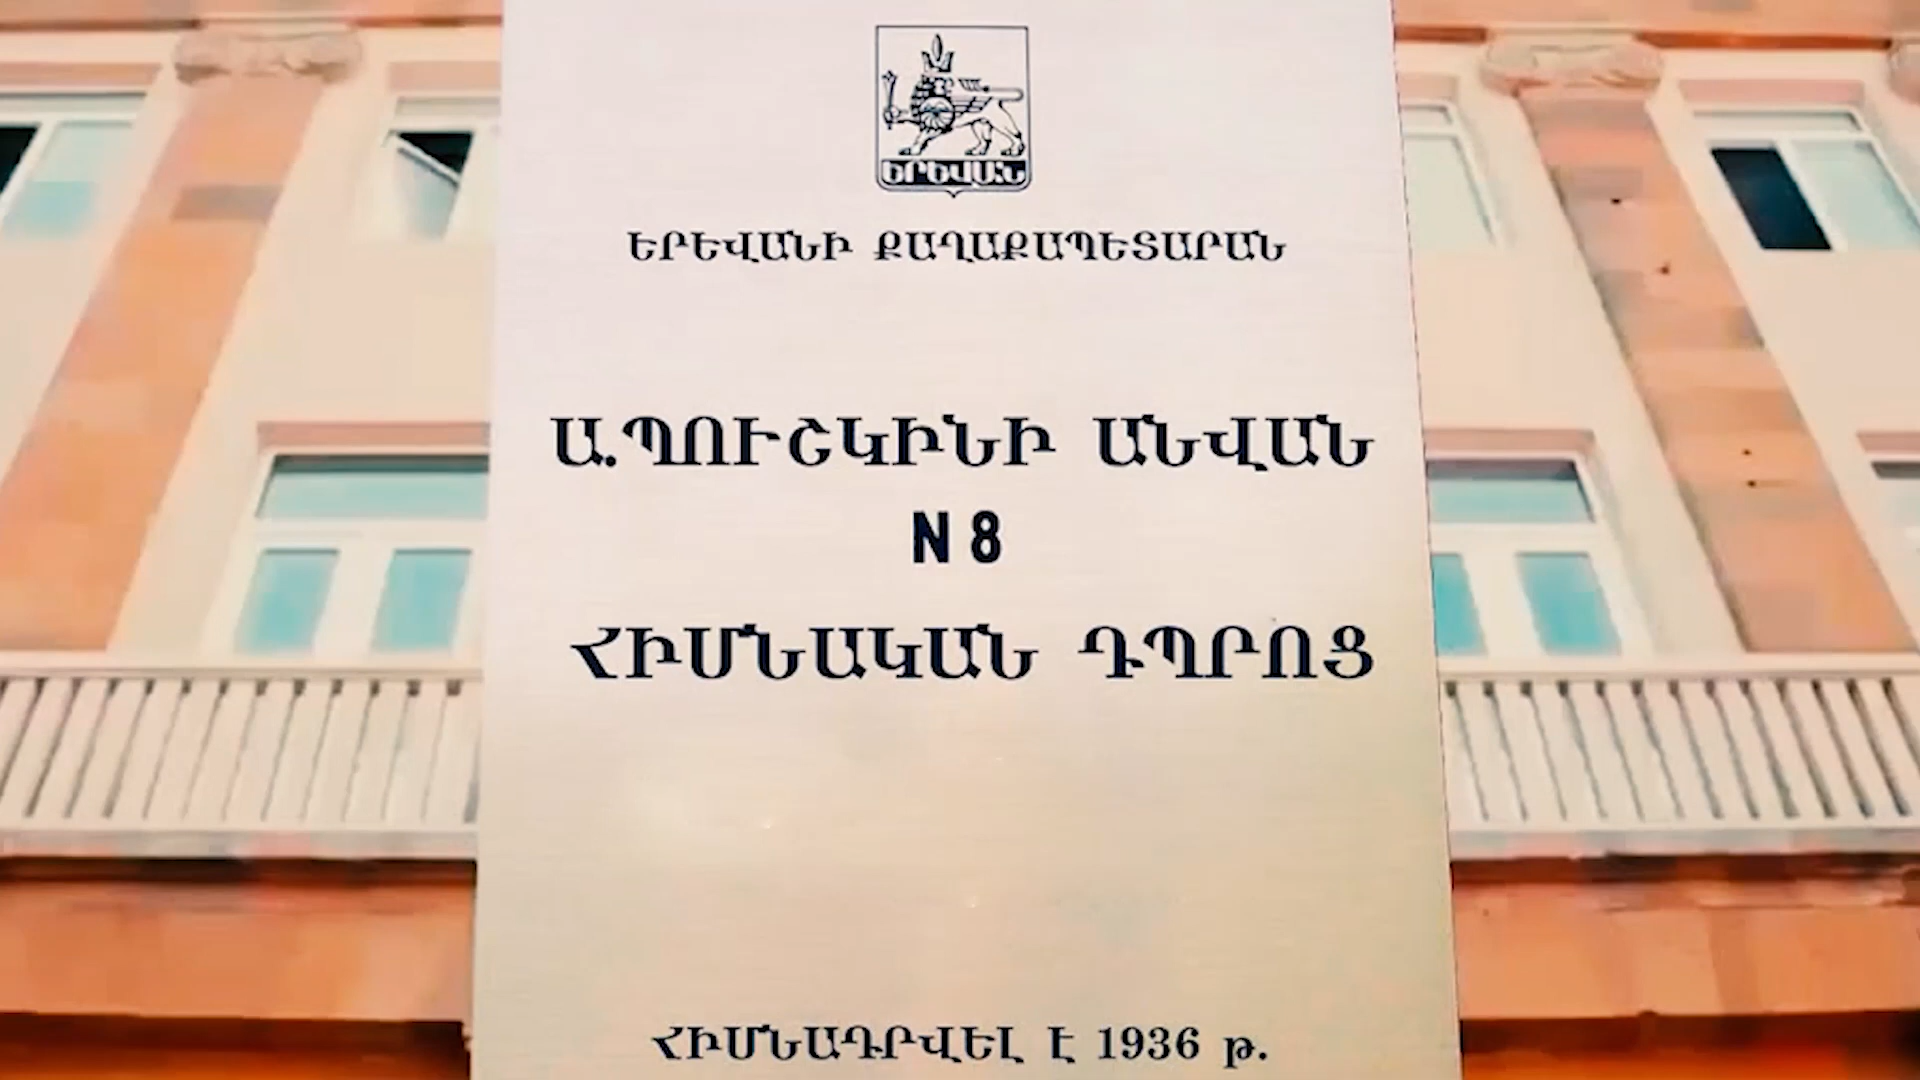 ԵՐԵՎԱՆ
ԵՐԵՎԱՆԻ ՔԱՂԱՔԱՊԵՏԱՐԱՆ
Ա.ՊՈՒՇԿԻՆԻ ԱՆՎԱՆ
N 8
ՀԻՄՆԱԿԱՆ ԴՊՐՈՑ
ՀԻՄՆԱԴՐՎԵԼ Է 1936 թ.